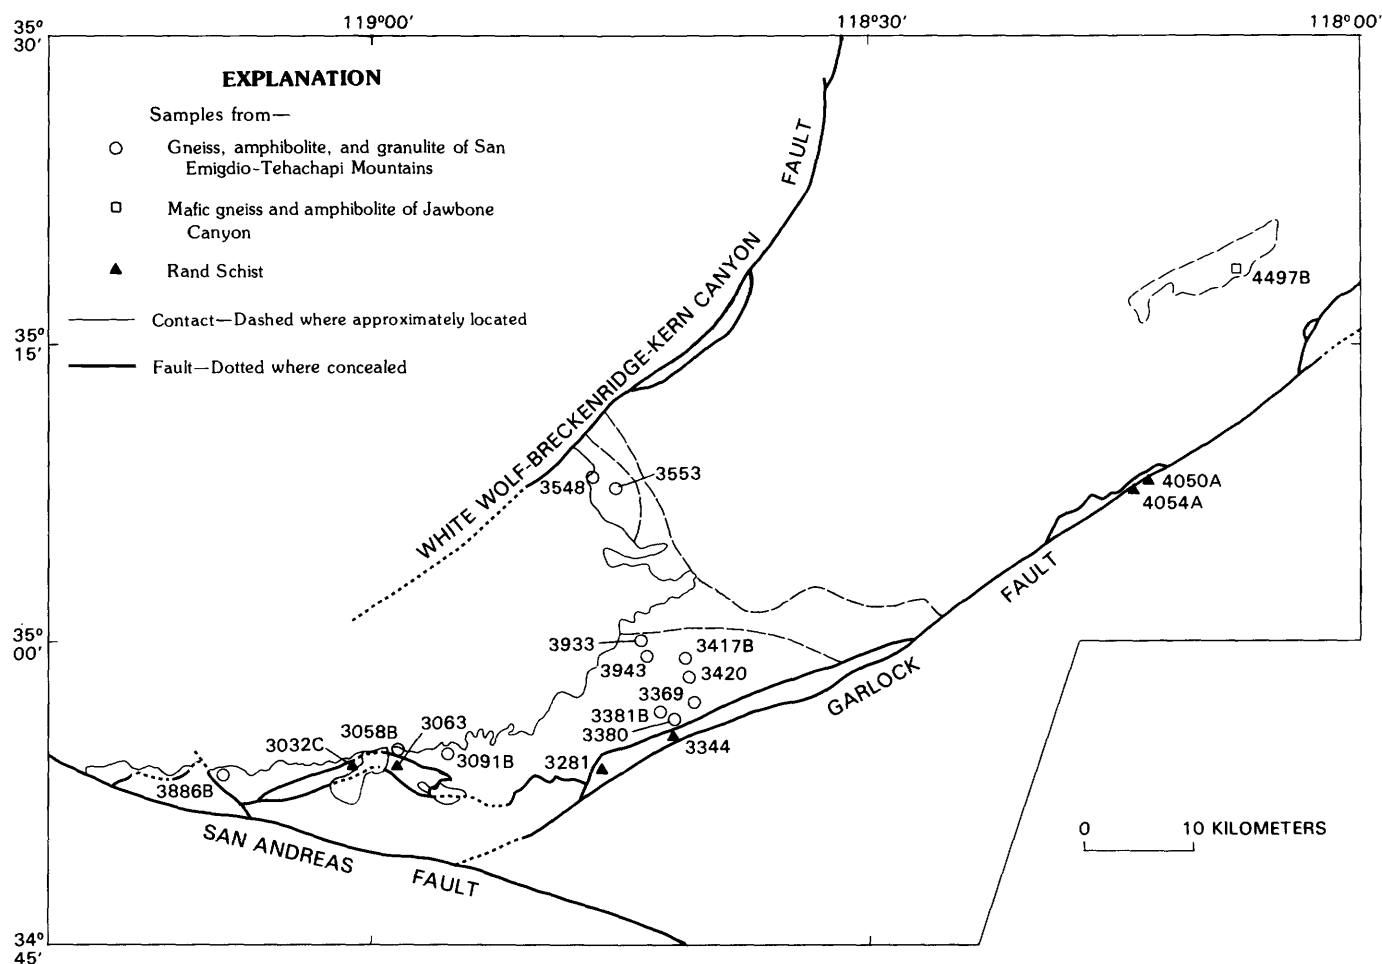 119°00'
118°30'
118°00'
35°
30'
EXPLANATION
Samples from—
Gneiss, amphibolite, and granulite of San
Emigdio-Tehachapi Mountains
Mafic gneiss and amphibolite of Jawbone
Canyon
Rand Schist
Contact—Dashed where approximately located
Fault—Dotted where concealed
FAULT
WHITE WOLF-BRECKENRIDGE-KERN CANYON
4497B
35°
15'
3548
3553
4050A
4054A
FAULT
35°
00'
3933
3943
3417B
3420
3369
3381B
3380
GARLOCK
3058B
3063
3032C
3091B
3281
3344
3886B
SAN ANDREAS
FAULT
0 10 KILOMETERS
34°
45'